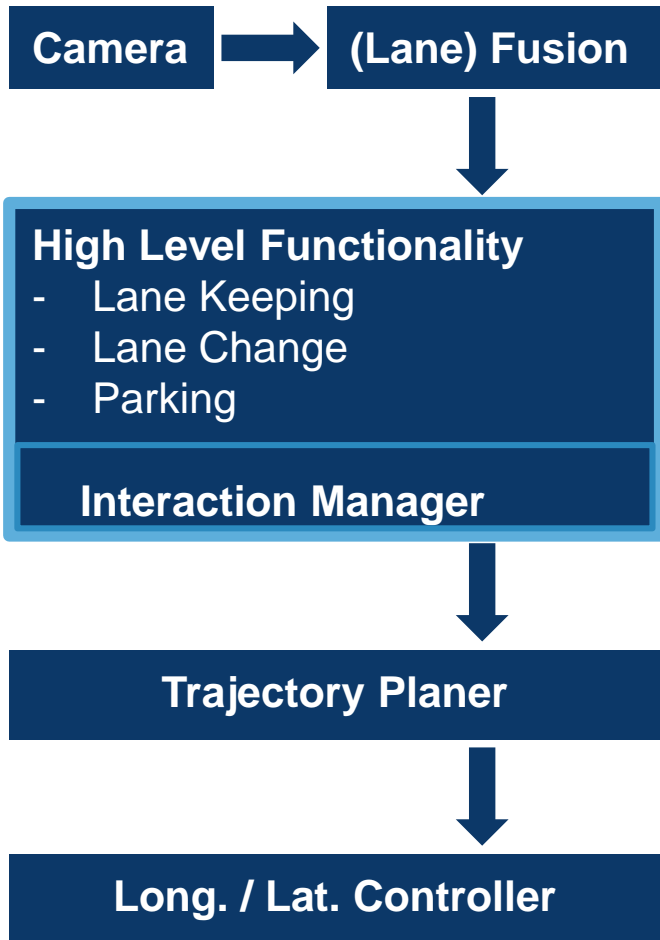 Camera
(Lane) Fusion
High Level Functionality
- Lane Keeping
- Lane Change
- Parking
Interaction Manager
Trajectory Planer
Long. / Lat. Controller